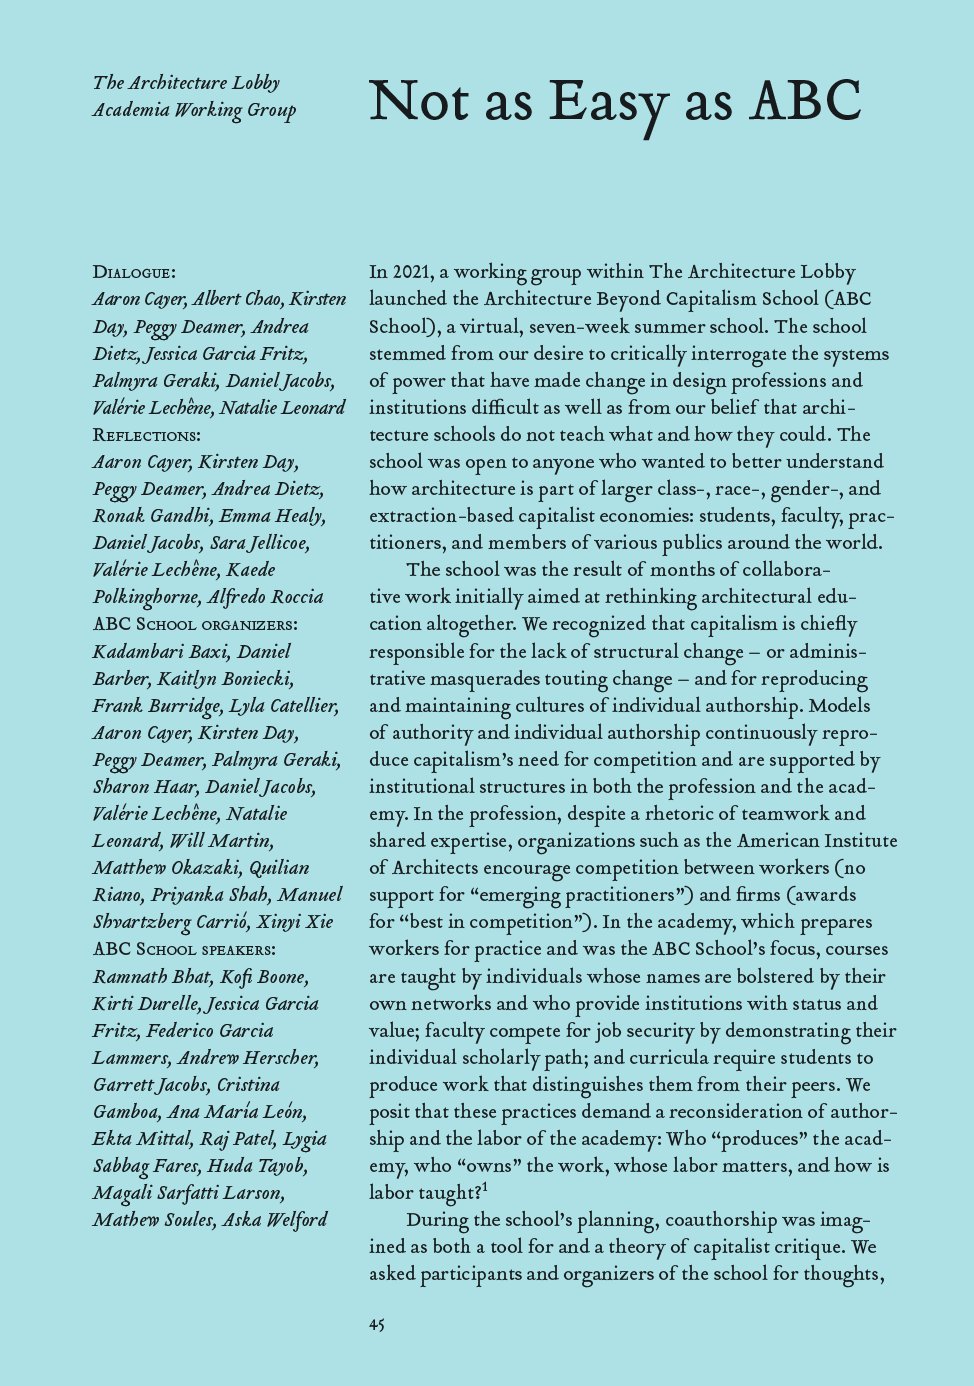 The Architecture Lobby
Academia Working Group
Not as Easy as ABC
Dialogue:
Aaron Cayer, Albert Chao, Kirsten
Day, Peggy Deamer, Andrea
Dietz, Jessica Garcia Fritz,
Palmyra Geraki, Daniel Jacobs,
Valérie Lechêne, Natalie Leonard
Reflections:
Aaron Cayer, Kirsten Day,
Peggy Deamer, Andrea Dietz,
Ronak Gandhi, Emma Healy,
Daniel Jacobs, Sara Jellicoe,
Valérie Lechêne, Kaede
Polkinghorne, Alfredo Roccia
ABC School organizers:
Kadambari Baxi, Daniel
Barber, Kaitlyn Boniecki,
Frank Burridge, Lyla Catellier,
Aaron Cayer, Kirsten Day,
Peggy Deamer, Palmyra Geraki,
Sharon Haar, Daniel Jacobs,
Valérie Lechêne, Natalie
Leonard, Will Martin,
Matthew Okazaki, Quilian
Riano, Priyanka Shah, Manuel
Shvartzberg Carrió, Xinyi Xie
ABC School speakers:
Ramnath Bhat, Kofi Boone,
Kirti Durelle, Jessica Garcia
Fritz, Federico Garcia
Lammers, Andrew Herscher,
Garrett Jacobs, Cristina
Gamboa, Ana María León,
Ekta Mittal, Raj Patel, Lygia
Sabbag Fares, Huda Tayob,
Magali Sarfatti Larson,
Mathew Soules, Aska Welford
In 2021, a working group within The Architecture Lobby
launched the Architecture Beyond Capitalism School (ABC
School), a virtual, seven-week summer school. The school
stemmed from our desire to critically interrogate the systems
of power that have made change in design professions and
institutions difficult as well as from our belief that archi-
tecture schools do not teach what and how they could. The
school was open to anyone who wanted to better understand
how architecture is part of larger class-, race-, gender-, and
extraction-based capitalist economies: students, faculty, prac-
titioners, and members of various publics around the world.
The school was the result of months of collabora-
tive work initially aimed at rethinking architectural edu-
cation altogether. We recognized that capitalism is chiefly
responsible for the lack of structural change – or adminis-
trative masquerades touting change – and for reproducing
and maintaining cultures of individual authorship. Models
of authority and individual authorship continuously repro-
duce capitalism's need for competition and are supported by
institutional structures in both the profession and the acad-
emy. In the profession, despite a rhetoric of teamwork and
shared expertise, organizations such as the American Institute
of Architects encourage competition between workers (no
support for “emerging practitioners”) and firms (awards
for “best in competition”). In the academy, which prepares
workers for practice and was the ABC School's focus, courses
are taught by individuals whose names are bolstered by their
own networks and who provide institutions with status and
value; faculty compete for job security by demonstrating their
individual scholarly path; and curricula require students to
produce work that distinguishes them from their peers. We
posit that these practices demand a reconsideration of author-
ship and the labor of the academy: Who “produces” the acad-
emy, who “owns” the work, whose labor matters, and how is
labor taught?¹
During the school's planning, coauthorship was imag-
ined as both a tool for and a theory of capitalist critique. We
asked participants and organizers of the school for thoughts,
45